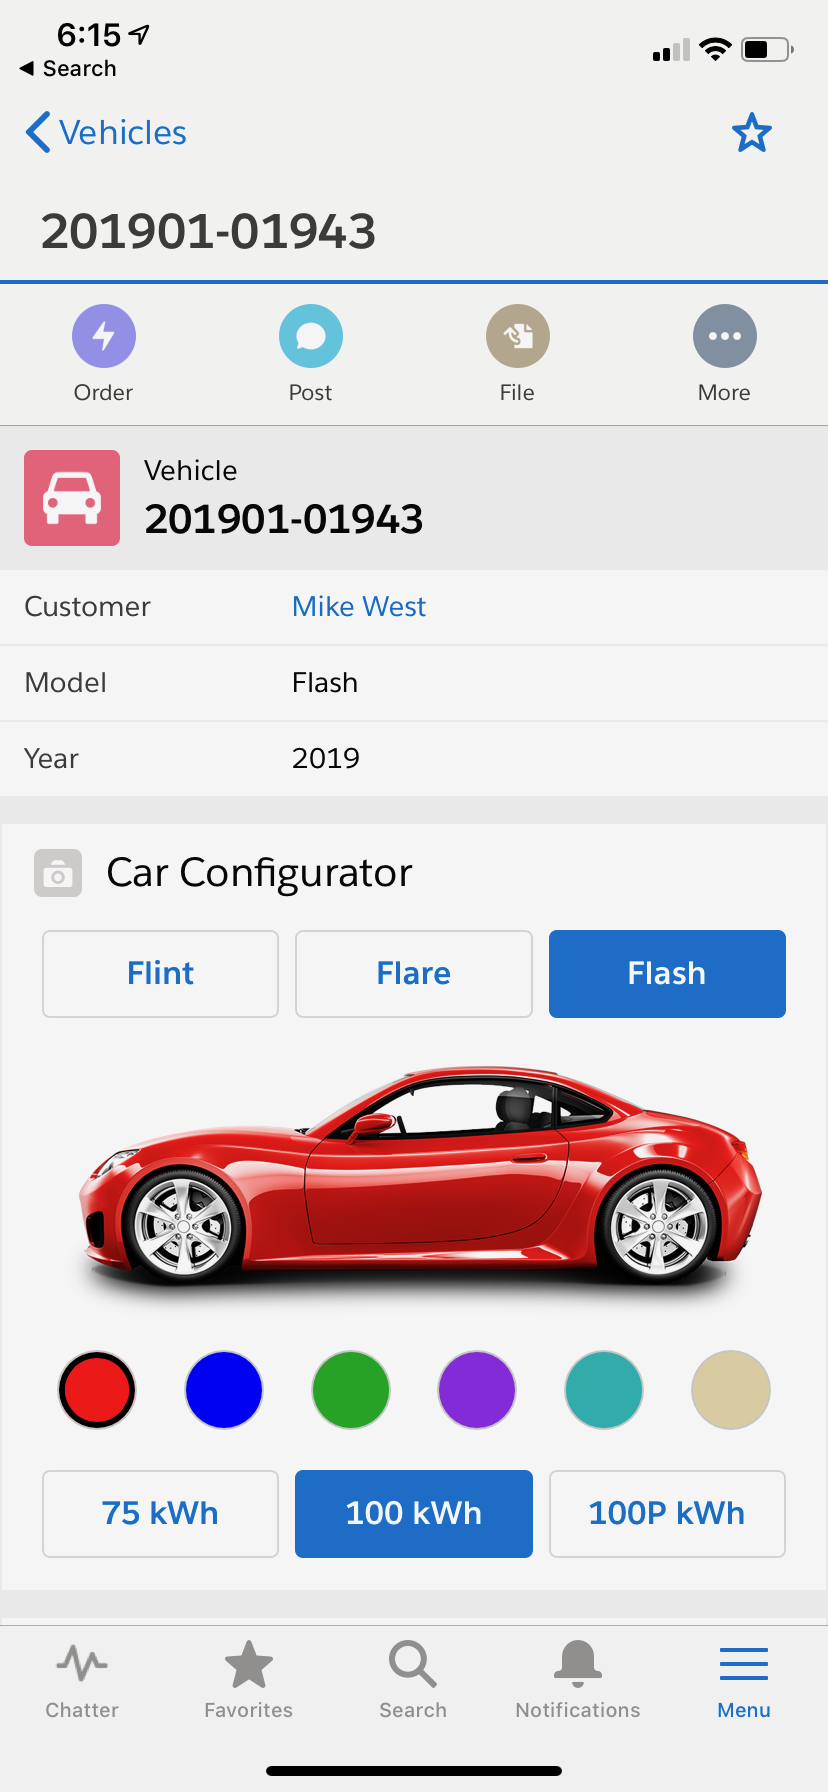 6:15
Search
Vehicles
201901-01943
Order Post File More
Vehicle
201901-01943
Customer Mike West
Model Flash
Year 2019
Car Configurator
Flint Flare Flash
75 kWh 100 kWh 100P kWh
Chatter Favorites Search Notifications Menu